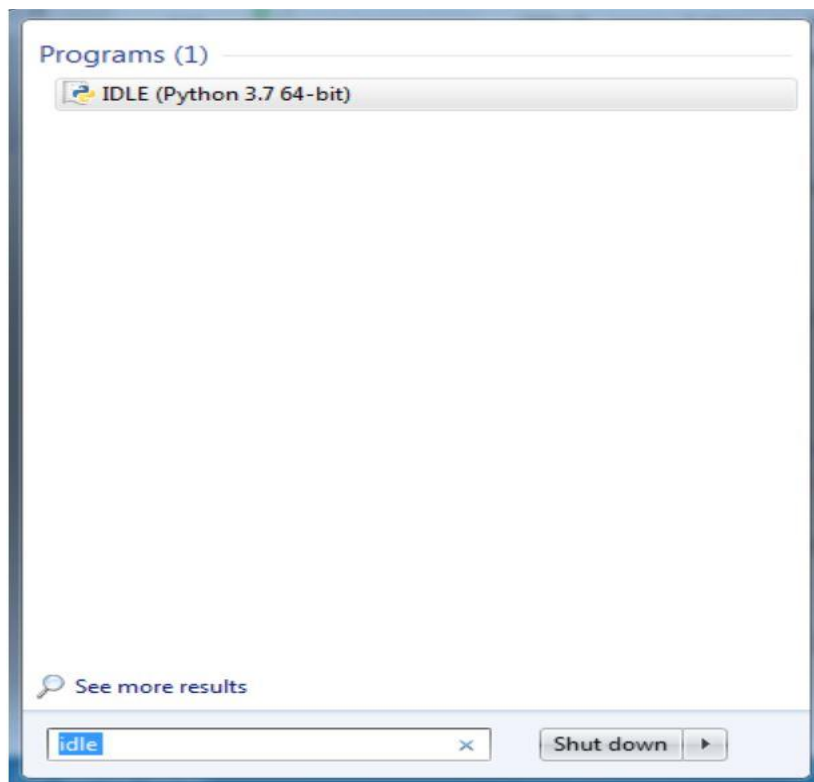 Programs (1)
IDLE (Python 3.7 64-bit)
See more results
idle
Shut down